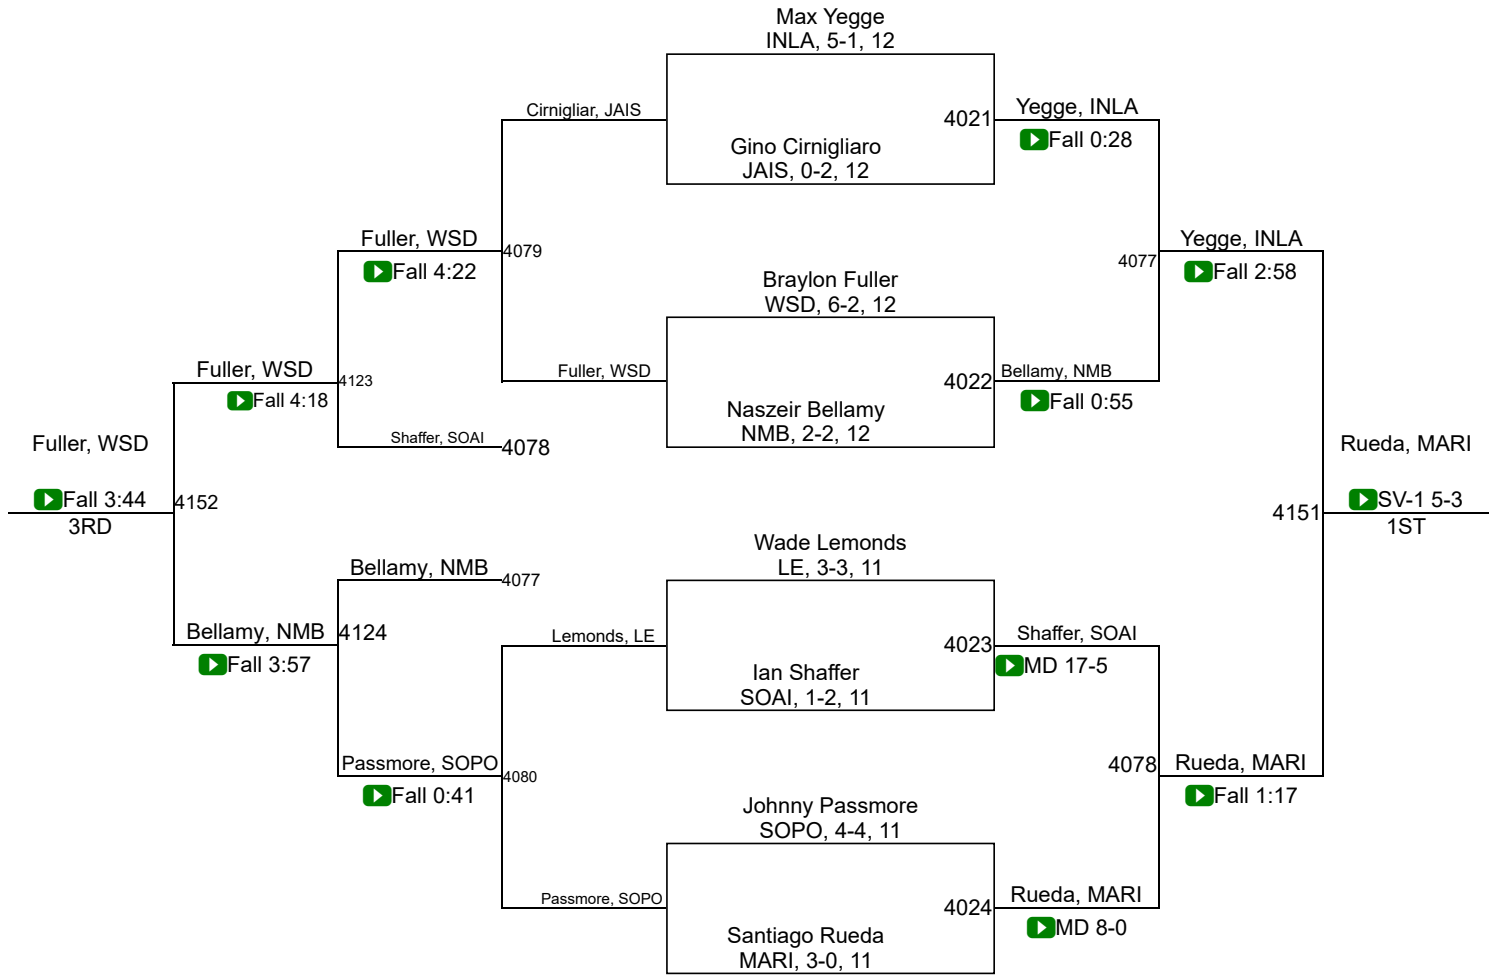 Max Yegge
INLA, 5-1, 12
Cirnigliar, JAIS
4021
Yegge, INLA
Fall 0:28
Gino Cirnigliaro
JAIS, 0-2, 12
Fuller, WSD
4079
Fall 4:22
Yegge, INLA
4077
Fall 2:58
Braylon Fuller
WSD, 6-2, 12
Fuller, WSD
4123
Fall 4:18
Fuller, WSD
4022
Bellamy, NMB
Fall 0:55
Naszeir Bellamy
NMB, 2-2, 12
Shaffer, SOAI
4078
Fuller, WSD
Fall 3:44
3RD
4152
Rueda, MARI
4151
SV-1 5-3
1ST
Wade Lemonds
LE, 3-3, 11
Bellamy, NMB
4077
Bellamy, NMB
4124
Fall 3:57
Lemonds, LE
4023
Shaffer, SOAI
MD 17-5
Ian Shaffer
SOAI, 1-2, 11
Passmore, SOPO
4080
Fall 0:41
4078
Rueda, MARI
Fall 1:17
Johnny Passmore
SOPO, 4-4, 11
Passmore, SOPO
4024
Rueda, MARI
MD 8-0
Santiago Rueda
MARI, 3-0, 11